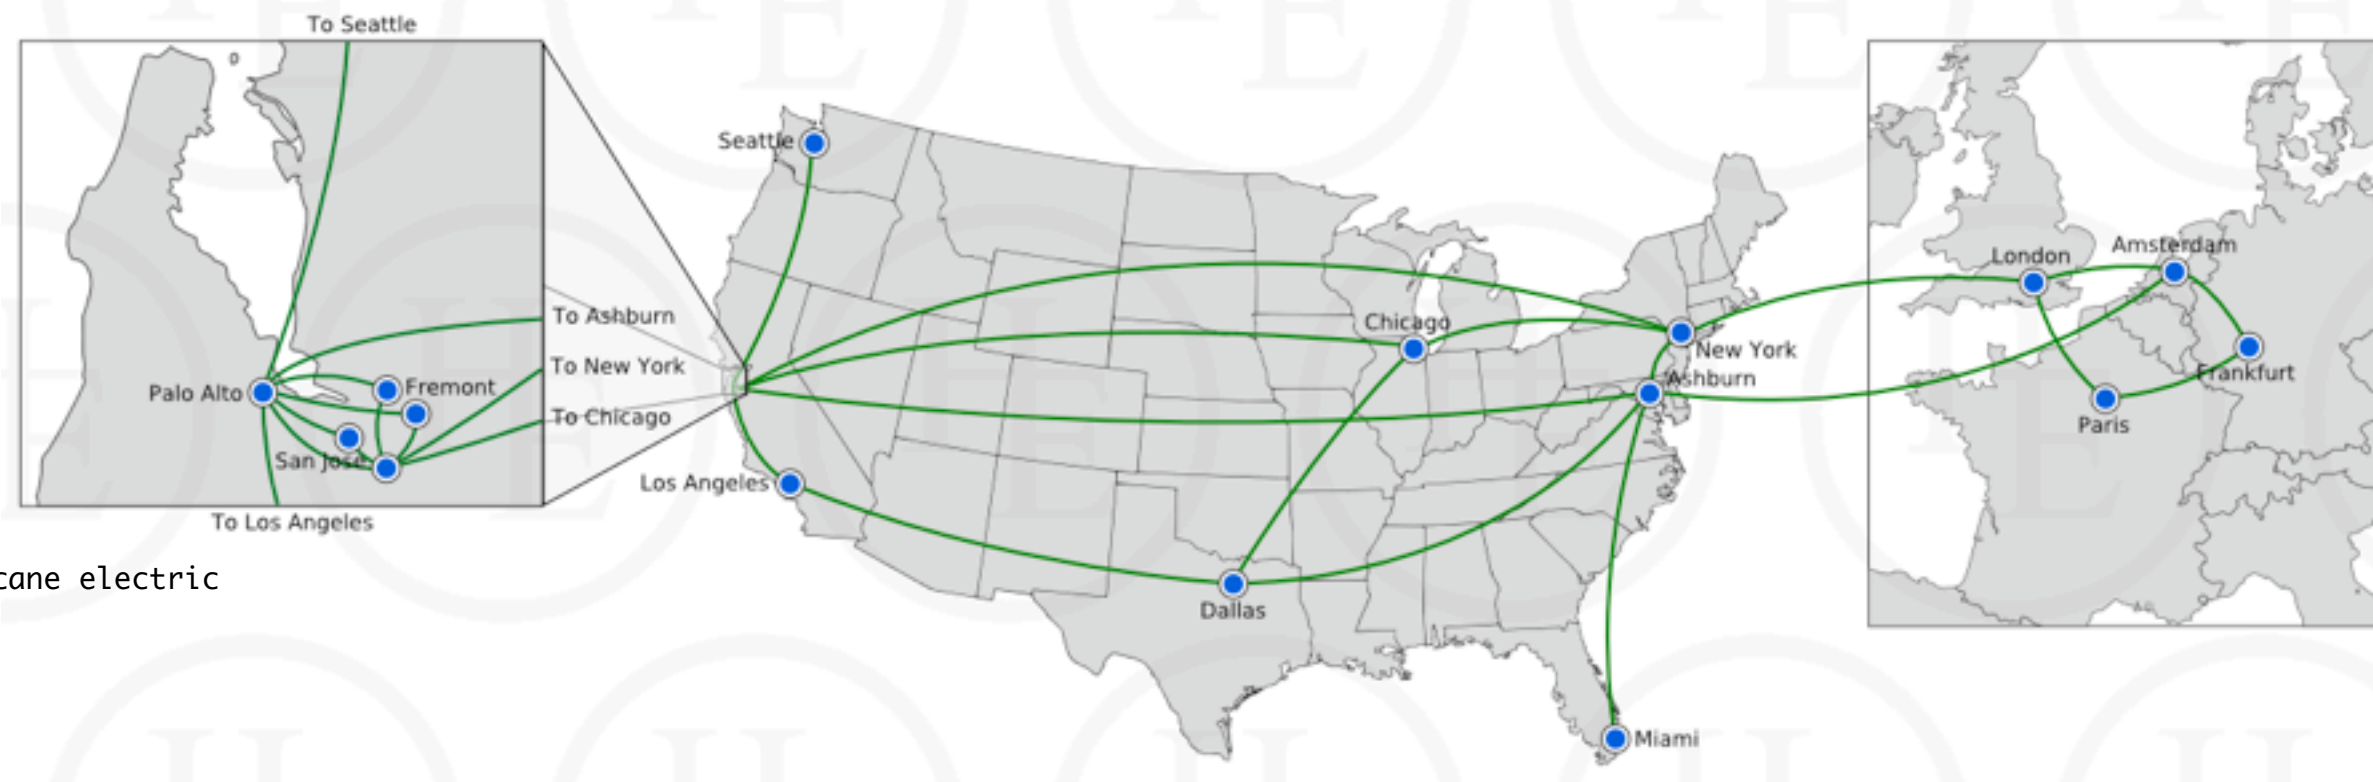 To Seattle
Palo Alto
Fremont
San Jose
To Ashburn
To New York
To Chicago
To Los Angeles
cane electric
Seattle
Los Angeles
Chicago
New York
Ashburn
Dallas
Miami
London
Amsterdam
Frankfurt
Paris